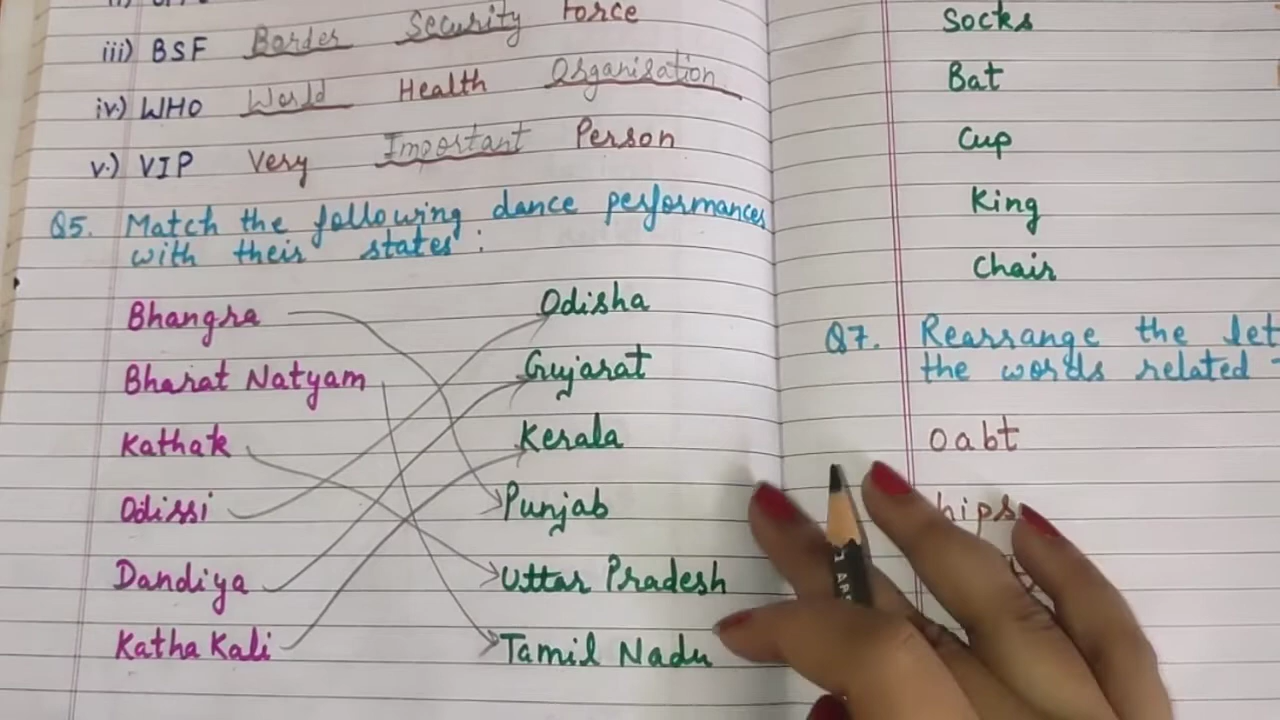 iii) BSF Border Security Force
iv.) WHO World Health Organisation
v.) VIP Very Important Person
Q5. Match the following dance performances
with their states :
Bhangra Odisha
Bharat Natyam Gujarat
Kathak Kerala
Odissi Punjab
Dandiya Uttar Pradesh
Katha Kali Tamil Nadu
Socks
Bat
Cup
King
Chair
Q7. Rearrange the let
the words related
oabt
hips